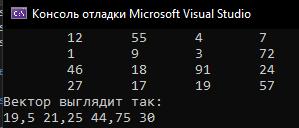 Консоль отладки Microsoft Visual Studio
12 55 4 7
1 9 3 72
46 18 91 24
27 17 19 57
Вектор выглядит так:
19,5 21,25 44,75 30